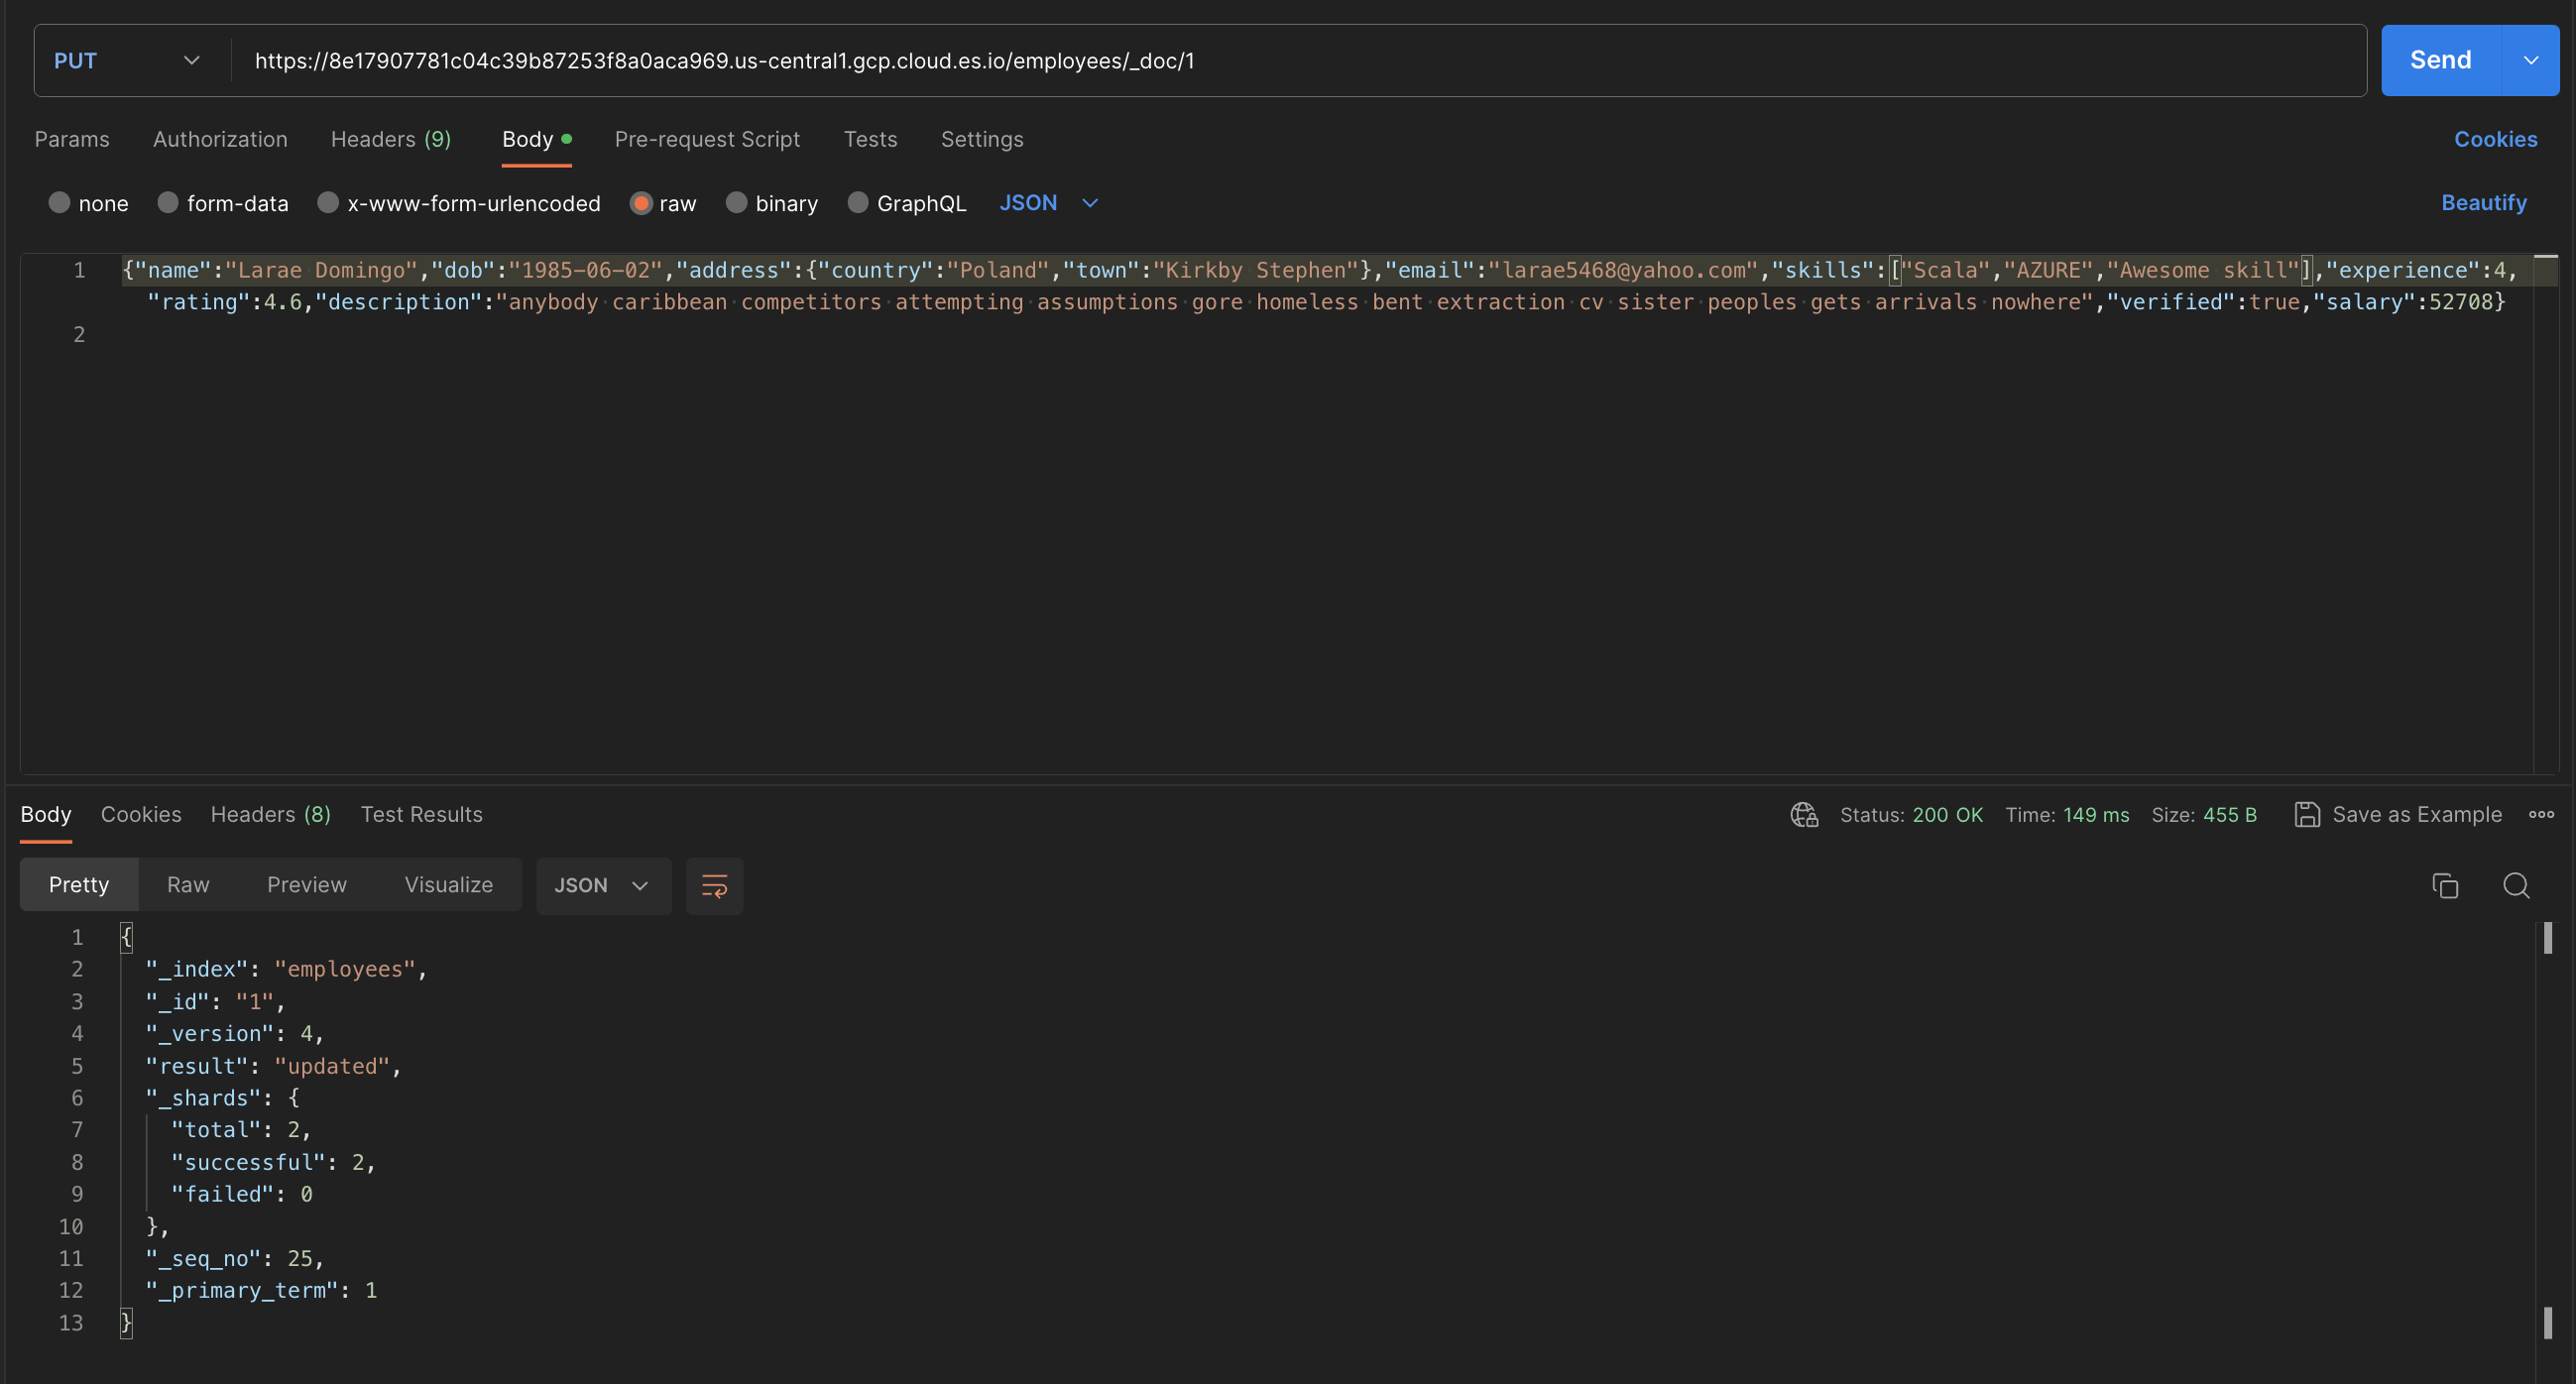 PUT https://8e17907781c04c39b87253f8a0aca969.us-central1.gcp.cloud.es.io/employees/_doc/1 Send
Params Authorization Headers (9) Body Pre-request Script Tests Settings Cookies
none form-data x-www-form-urlencoded raw binary GraphQL JSON Beautify
1 {"name":"Larae Domingo","dob":"1985-06-02","address":{"country":"Poland","town":"Kirkby Stephen"},"email":"larae5468@yahoo.com","skills":["Scala","AZURE","Awesome skill"],"experience":4,
"rating":4.6,"description":"anybody caribbean competitors attempting assumptions gore homeless bent extraction cv sister peoples gets arrivals nowhere","verified":true,"salary":52708}
2
Body Cookies Headers (8) Test Results Status: 200 OK Time: 149 ms Size: 455 B Save as Example
Pretty Raw Preview Visualize JSON
1 {
2 "_index": "employees",
3 "_id": "1",
4 "_version": 4,
5 "result": "updated",
6 "_shards": {
7 "total": 2,
8 "successful": 2,
9 "failed": 0
10 },
11 "_seq_no": 25,
12 "_primary_term": 1
13 }